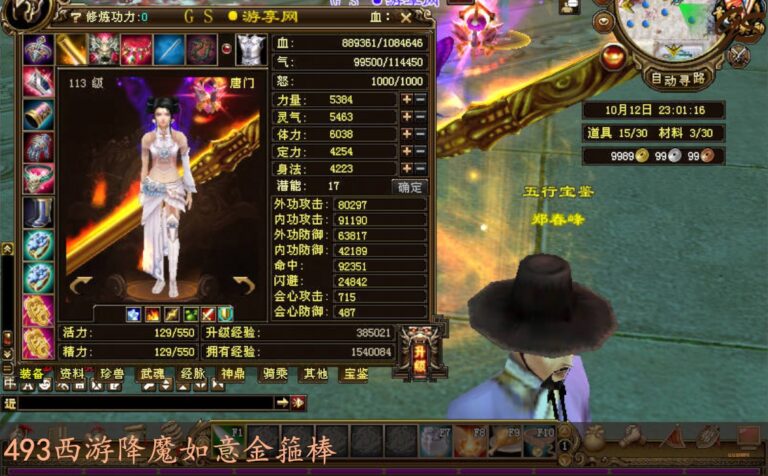 修炼功力:0
G S ●游享网
血:
113 级
唐门
血: 889361/1084646
气: 99500/114450
怒: 1000/1000
力量: 5384
灵气: 5463
体力: 6038
定力: 4254
身法: 4223
潜能: 17 确定
外功攻击: 80297
内功攻击: 91190
外功防御: 63817
内功防御: 42189
命中: 92351
闪避: 24842
会心攻击: 715
会心防御: 487
活力: 129/550 升级经验: 385021
精力: 129/550 拥有经验: 1540084
升级
装备 资料 珍兽 武魂 经脉 神鼎 骑乘 其他 宝鉴
近
自动寻路
10月12日 23:01:16
道具 15/30 材料 3/30
9989 99 99
五行宝鉴
郑春峰
F1 F7 F8 F9 F10
493西游降魔如意金箍棒